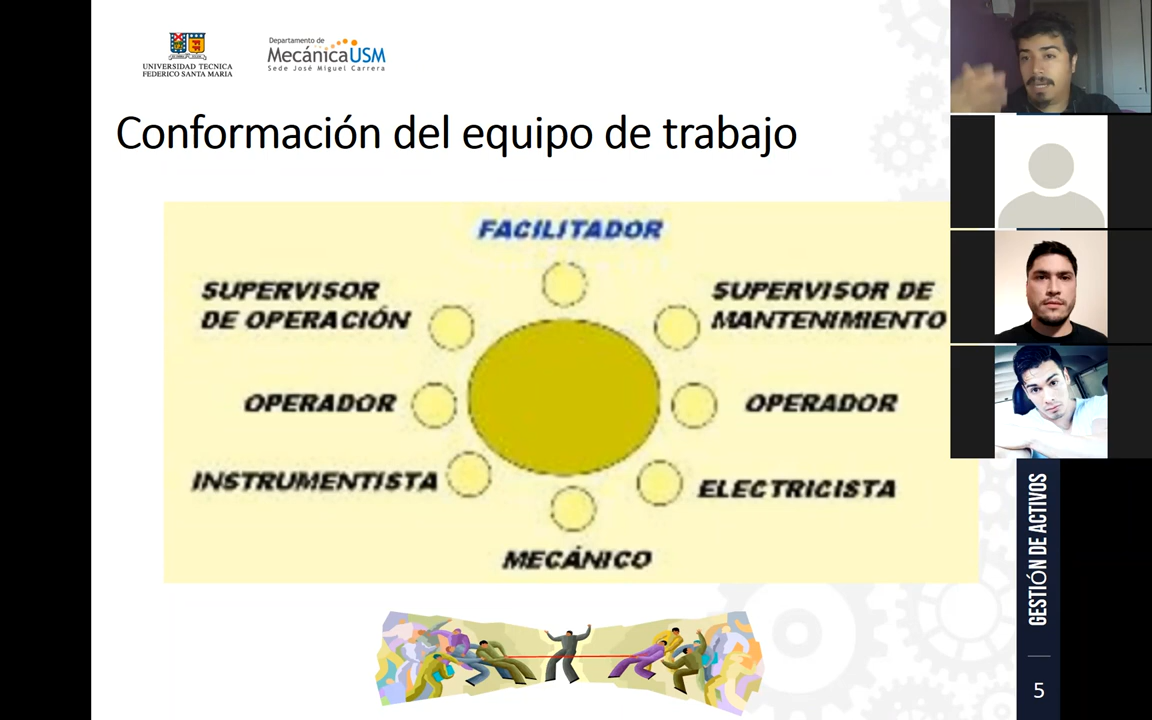 UNIVERSIDAD TECNICA
FEDERICO SANTA MARIA
Departamento de
MecánicaUSM
Sede José Miguel Carrera
Conformación del equipo de trabajo
FACILITADOR
SUPERVISOR
DE OPERACIÓN
SUPERVISOR DE
MANTENIMIENTO
OPERADOR
OPERADOR
INSTRUMENTISTA
ELECTRICISTA
MECÁNICO
GESTIÓN DE ACTIVOS
5